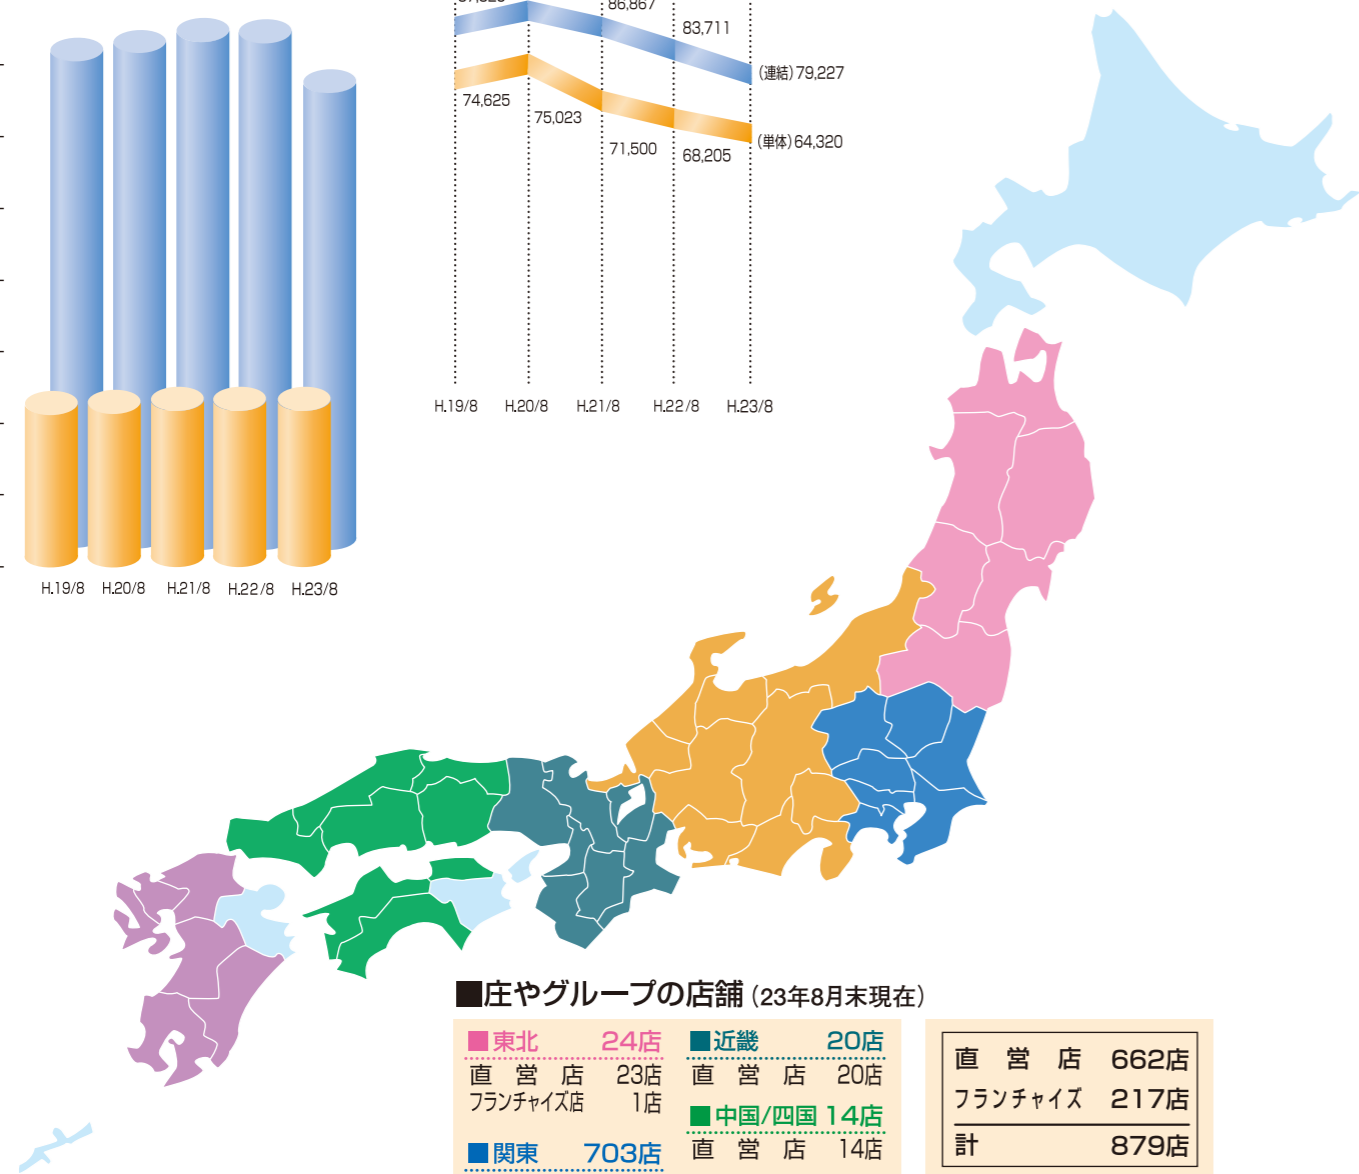 86,867
83,711
(連結)79,227
74,625
75,023
(単体)64,320
71,500
68,205
H.19/8 H.20/8 H.21/8 H.22/8 H.23/8
H.19/8 H.20/8 H.21/8 H.22/8 H.23/8
■庄やグループの店舗(23年8月末現在)
■東北 24店
直営店 23店
フランチャイズ店 1店
■関東 703店
■近畿 20店
直営店 20店
■中国/四国 14店
直営店 14店
直営店 662店
フランチャイズ 217店
計 879店